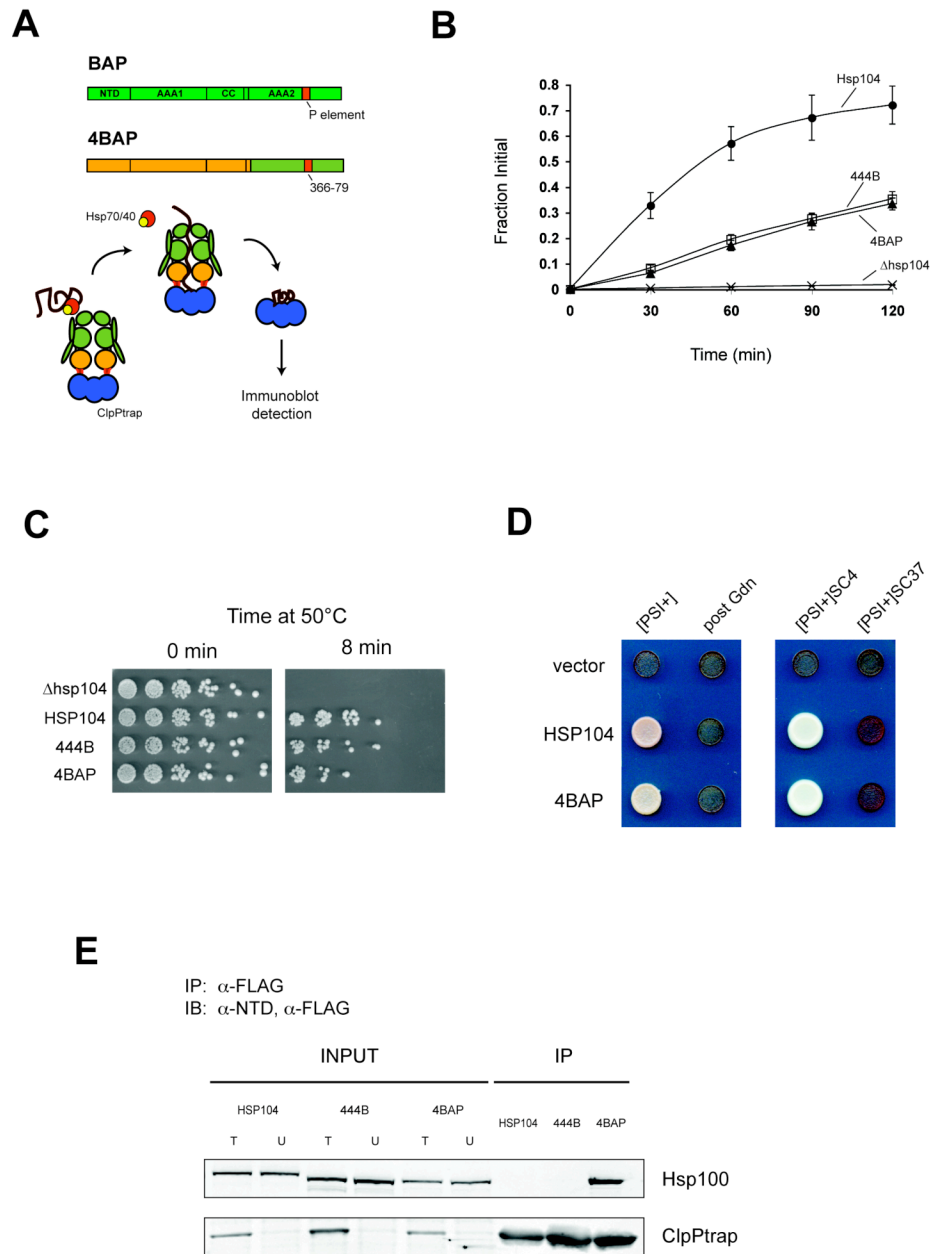 A
BAP
NTD AAA1 CC AAA2
P element
4BAP
366-79
Hsp70/40
ClpPtrap
Immunoblot
detection
B
Fraction Initial
0.8
0.7
0.6
0.5
0.4
0.3
0.2
0.1
0
0 30 60 90 120
Time (min)
Hsp104
444B
4BAP
Δhsp104
C
Time at 50°C
0 min 8 min
Δhsp104
HSP104
444B
4BAP
D
[PSI+] post Gdn [PSI+]SC4 [PSI+]SC37
vector
HSP104
4BAP
E
IP: α-FLAG
IB: α-NTD, α-FLAG
INPUT IP
HSP104 444B 4BAP HSP104 444B 4BAP
T U T U T U
Hsp100
ClpPtrap